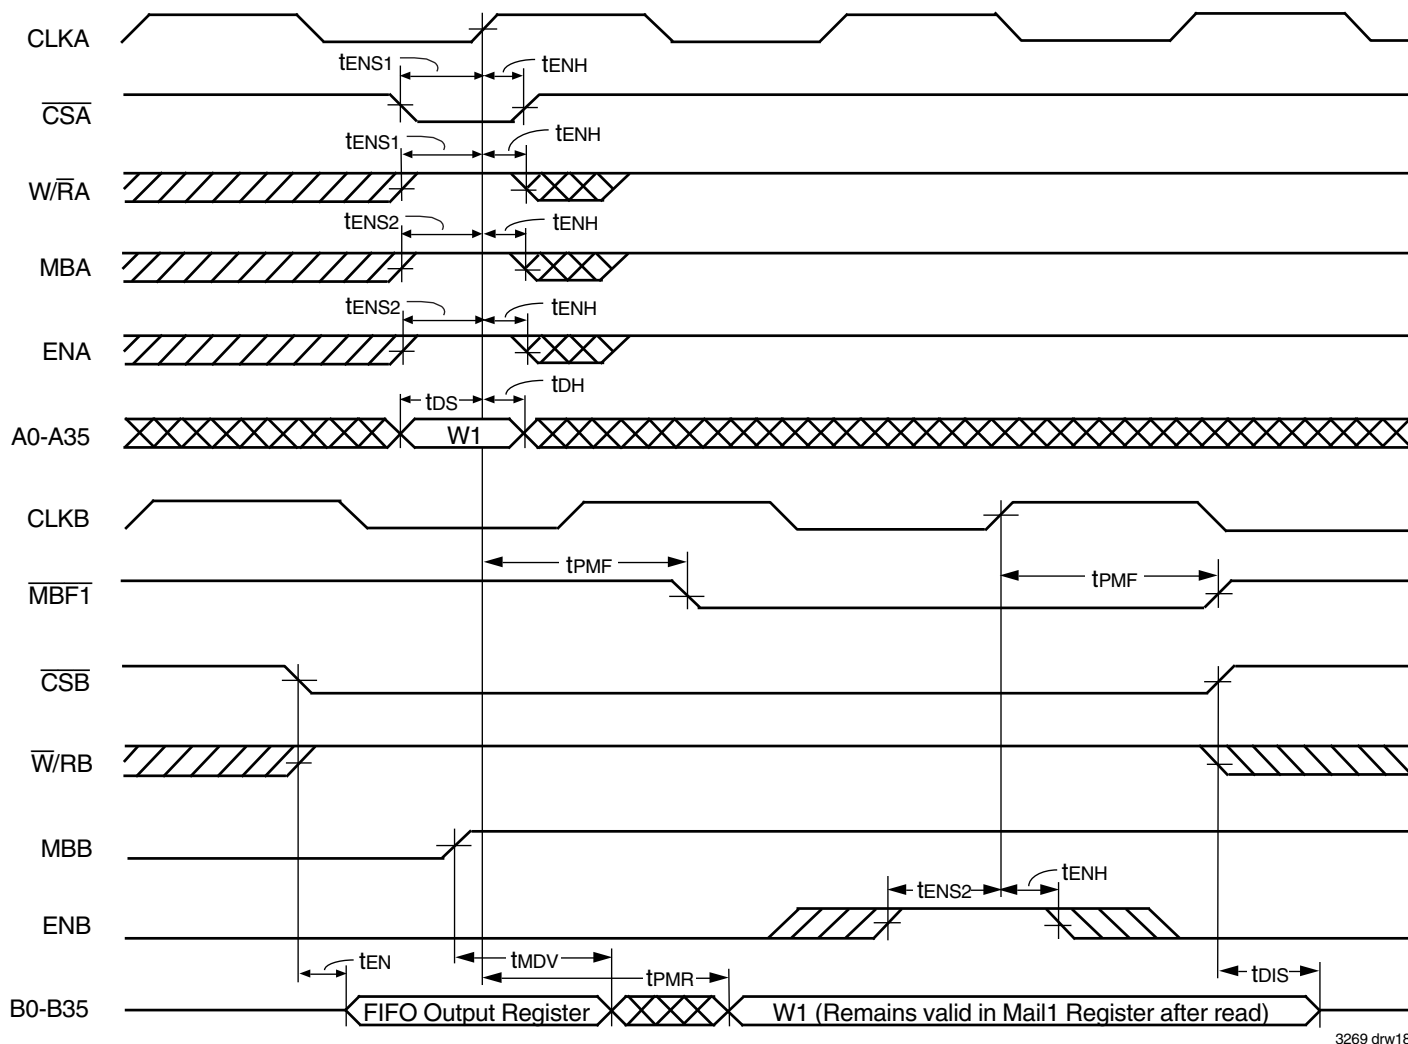 CLKA
tENS1
tENH
CSA
tENS1
tENH
W/RA
tENS2
tENH
MBA
tENS2
tENH
ENA
tDS
tDH
A0-A35
W1
CLKB
tPMF
tPMF
MBF1
CSB
W/RB
MBB
tENS2
tENH
ENB
tEN
tMDV
tPMR
tDIS
B0-B35
FIFO Output Register
W1 (Remains valid in Mail1 Register after read)
3269 drw18